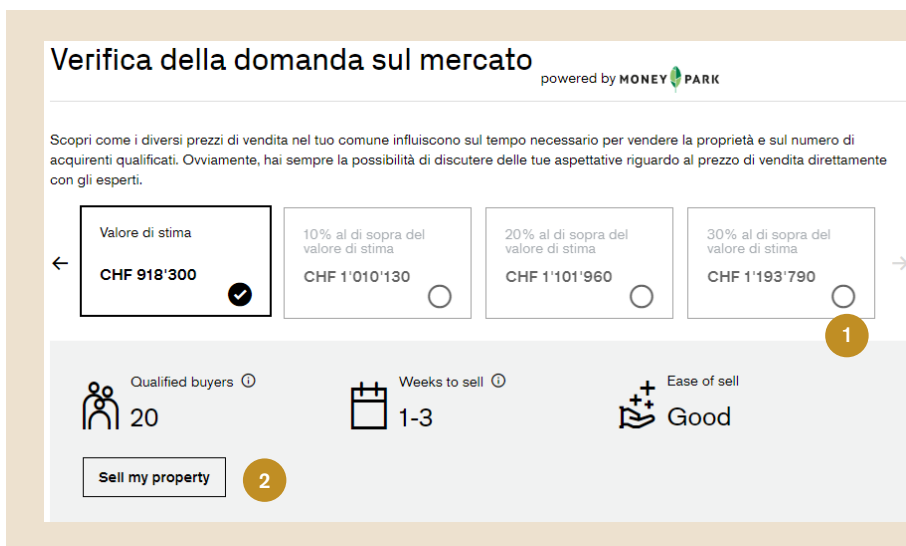 Verifica della domanda sul mercato
powered by MONEY PARK
Scopri come i diversi prezzi di vendita nel tuo comune influiscono sul tempo necessario per vendere la proprietà e sul numero di
acquirenti qualificati. Ovviamente, hai sempre la possibilità di discutere delle tue aspettative riguardo al prezzo di vendita direttamente
con gli esperti.
Valore di stima
CHF 918'300
10% al di sopra del
valore di stima
CHF 1'010'130
20% al di sopra del
valore di stima
CHF 1'101'960
30% al di sopra del
valore di stima
CHF 1'193'790
1
Qualified buyers
20
Weeks to sell
1-3
Ease of sell
Good
Sell my property
2